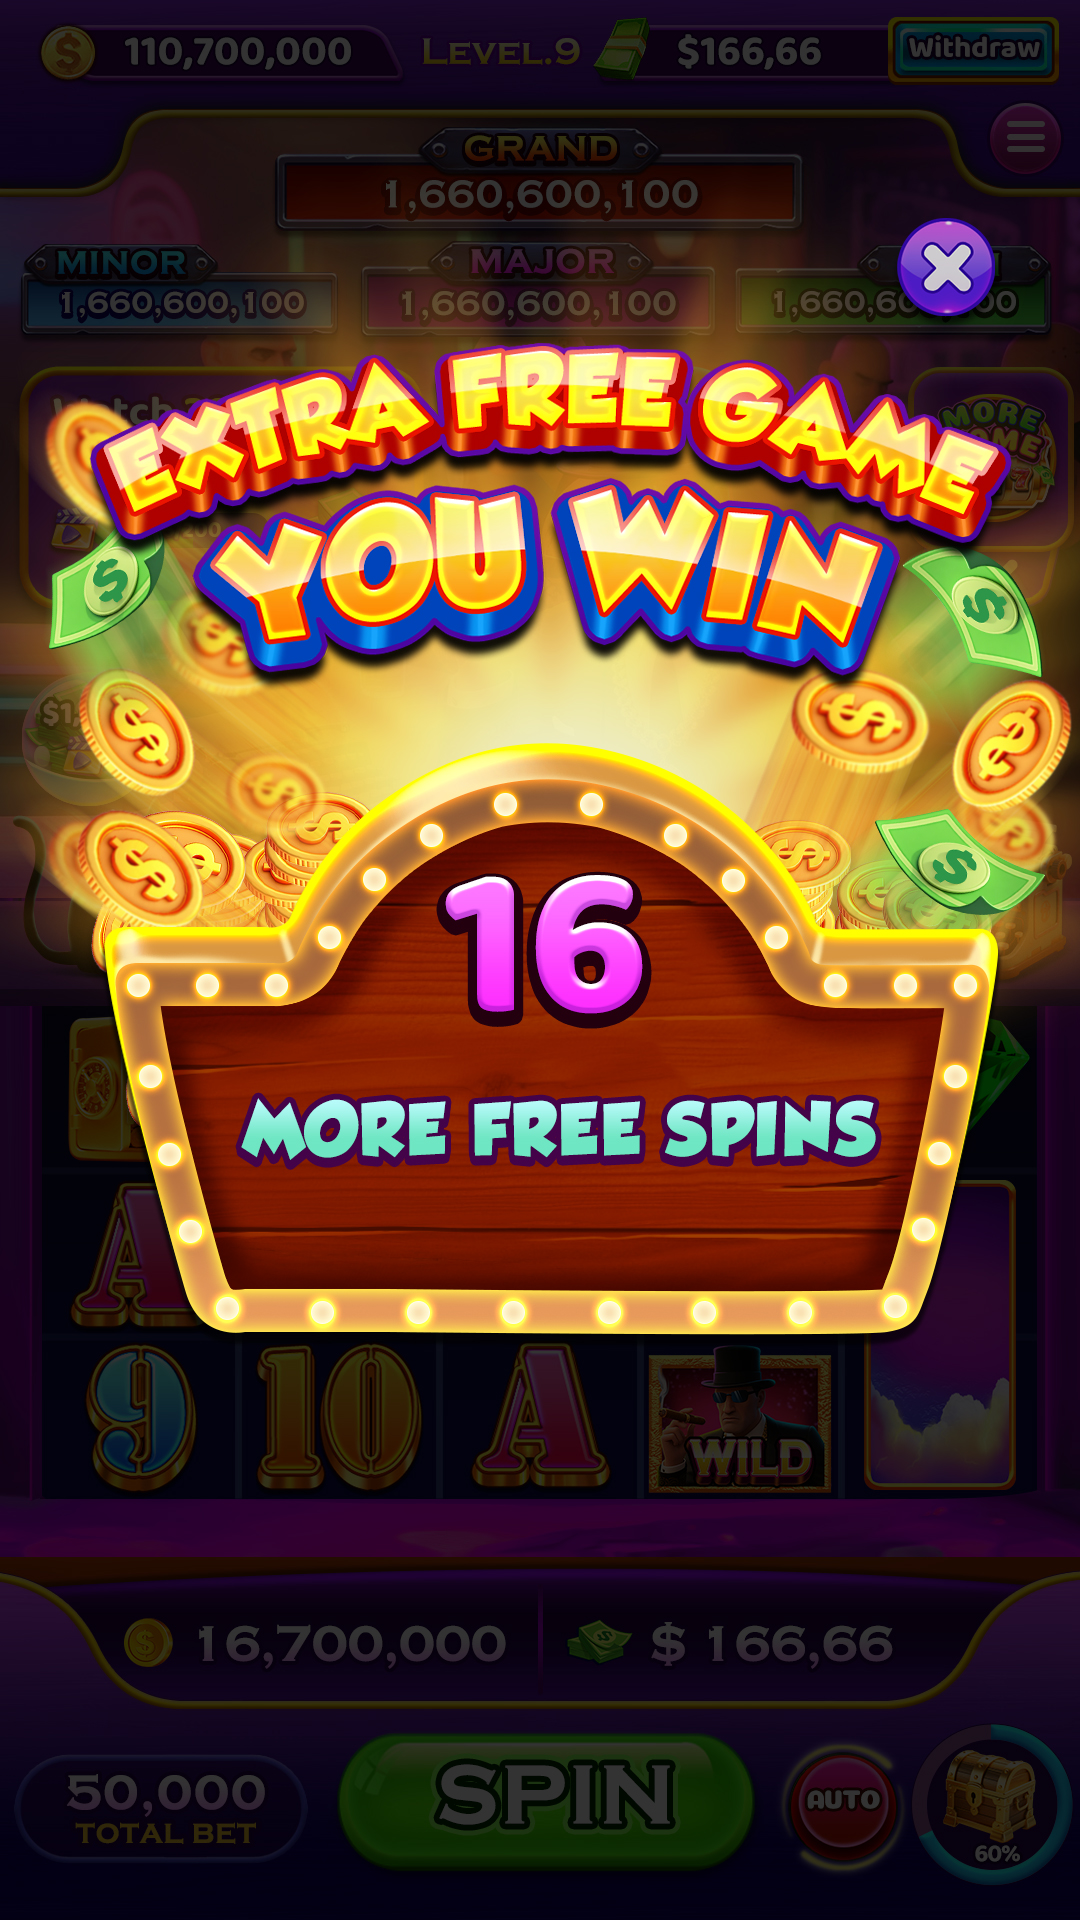 110,700,000 LEVEL.9 $166,66 Withdraw
GRAND
1,660,600,100
MINOR MAJOR
1,660,600,100 1,660,600,100
EXTRA FREE GAME
YOU WIN
MORE
16
MORE FREE SPINS
A
9 10 A WILD
16,700,000 $ 166,66
50,000
TOTAL BET
SPIN
AUTO
60%